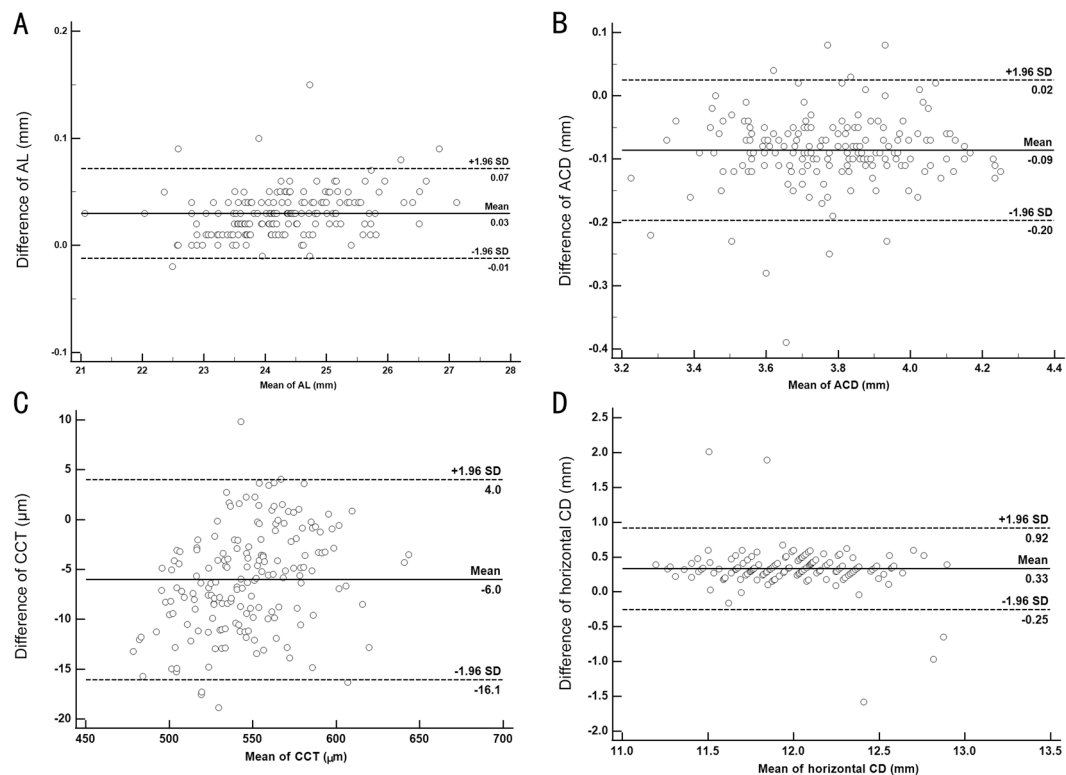 A
Difference of AL (mm)
0.2
0.1
0.0
-0.1
+1.96 SD
0.07
Mean
0.03
-1.96 SD
-0.01
21 22 23 24 25 26 27 28
Mean of AL (mm)
B
Difference of ACD (mm)
0.1
0.0
-0.1
-0.2
-0.3
-0.4
+1.96 SD
0.02
Mean
-0.09
-1.96 SD
-0.20
3.2 3.4 3.6 3.8 4.0 4.2 4.4
Mean of ACD (mm)
C
Difference of CCT (μm)
10
5
0
-5
-10
-15
-20
+1.96 SD
4.0
Mean
-6.0
-1.96 SD
-16.1
450 500 550 600 650 700
Mean of CCT (μm)
D
Difference of horizontal CD (mm)
2.5
2.0
1.5
1.0
0.5
0.0
-0.5
-1.0
-1.5
-2.0
+1.96 SD
0.92
Mean
0.33
-1.96 SD
-0.25
11.0 11.5 12.0 12.5 13.0 13.5
Mean of horizontal CD (mm)